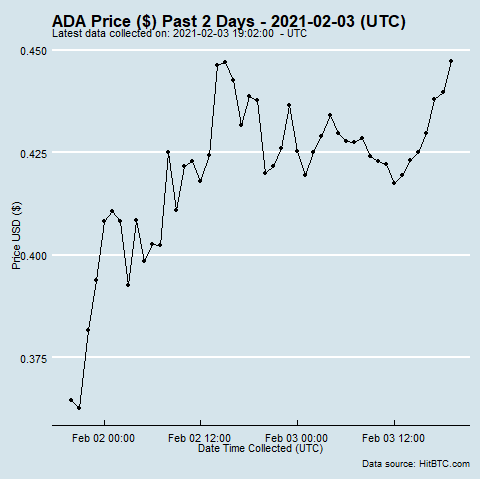 ADA Price ($) Past 2 Days - 2021-02-03 (UTC)
Latest data collected on: 2021-02-03 19:02:00 - UTC
0.450
0.425
0.400
0.375
Price USD ($)
Feb 02 00:00 Feb 02 12:00 Feb 03 00:00 Feb 03 12:00
Date Time Collected (UTC)
Data source: HitBTC.com